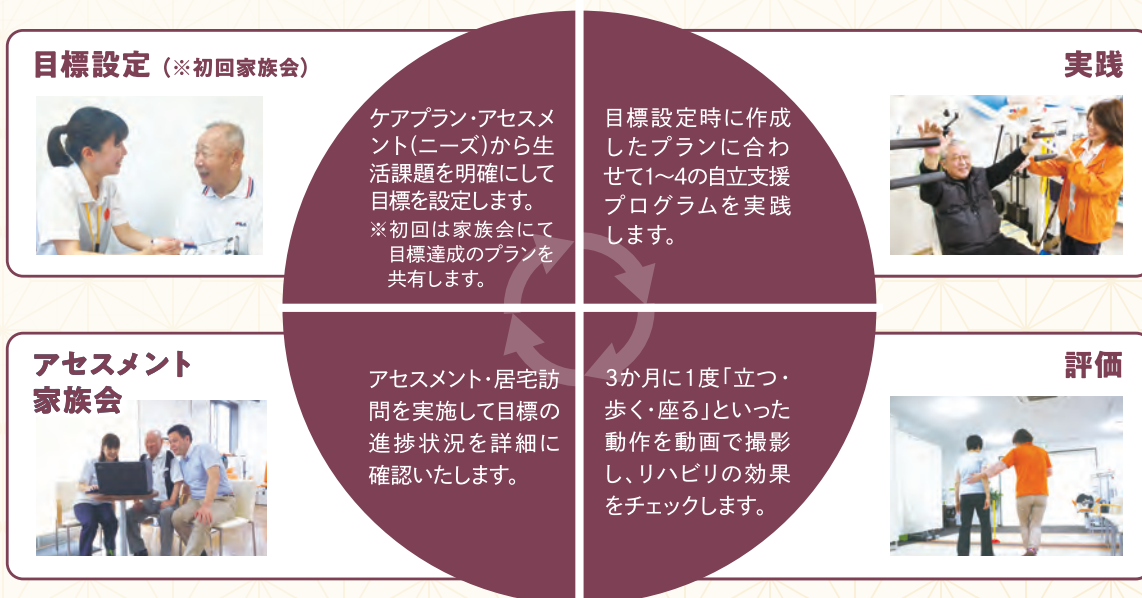 目標設定（※初回家族会）
ケアプラン・アセスメ
ント(ニーズ)から生
活課題を明確にして
目標を設定します。
※初回は家族会にて
目標達成のプランを
共有します。
実践
目標設定時に作成
したプランに合わ
せて1〜4の自立支援
プログラムを実践
します。
アセスメント
家族会
アセスメント・居宅訪
問を実施して目標の
進捗状況を詳細に
確認いたします。
評価
3か月に1度「立つ・
歩く・座る」といった
動作を動画で撮影
し、リハビリの効果
をチェックします。